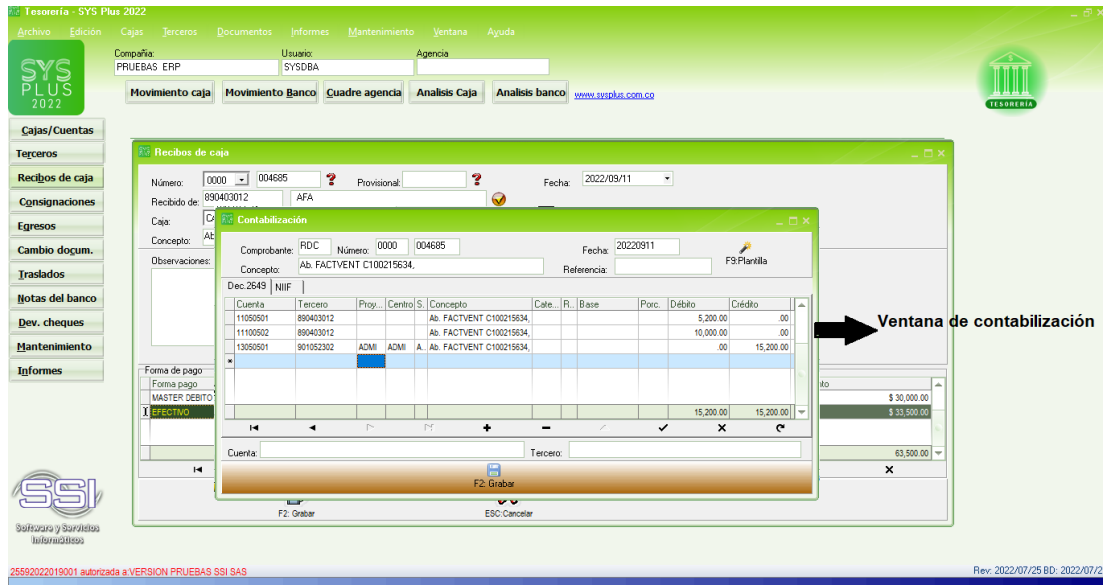 Tesorería - SYS Plus 2022
Archivo Edición Cajas Terceros Documentos Informes Mantenimiento Ventana Ayuda
SYS
PLUS
2022
Compañía: Usuario: Agencia
PRUEBAS ERP SYSDBA
Movimiento caja Movimiento Banco Cuadre agencia Analisis Caja Analisis banco www.sysplus.com.co
TESORERÍA
Cajas/Cuentas
Terceros
Recibos de caja
Consignaciones
Egresos
Cambio docum.
Traslados
Notas del banco
Dev. cheques
Mantenimiento
Informes
Recibos de caja
Número: 0000 004685 Provisional: Fecha: 2022/09/11
Recibido de: 890403012 AFA
Caja:
Concepto:
Observaciones:
Contabilización
Comprobante: RDC Número: 0000 004685 Fecha: 20220911
F9:Plantilla
Concepto: Ab. FACTVENT C100215634, Referencia:
Dec.2649 NIIF
Cuenta Tercero Proy... Centro S. Concepto Cate... R.. Base Porc. Débito Crédito
11050501 890403012 Ab. FACTVENT C100215634, 5,200.00 .00
11100502 890403012 Ab. FACTVENT C100215634, 10,000.00 .00
13050501 901052302 ADMI ADMI A.. Ab. FACTVENT C100215634, .00 15,200.00
15,200.00 15,200.00
Cuenta: Tercero:
F2: Grabar
Ventana de contabilización
Forma de pago
Forma pago
MASTER DEBITO $ 30,000.00
EFECTIVO $ 33,500.00
63,500.00
F2: Grabar ESC:Cancelar
SSI
Software y Servicios
Informáticos
25592022019001 autorizada a:VERSION PRUEBAS SSI SAS
Rev: 2022/07/25 BD: 2022/07/2